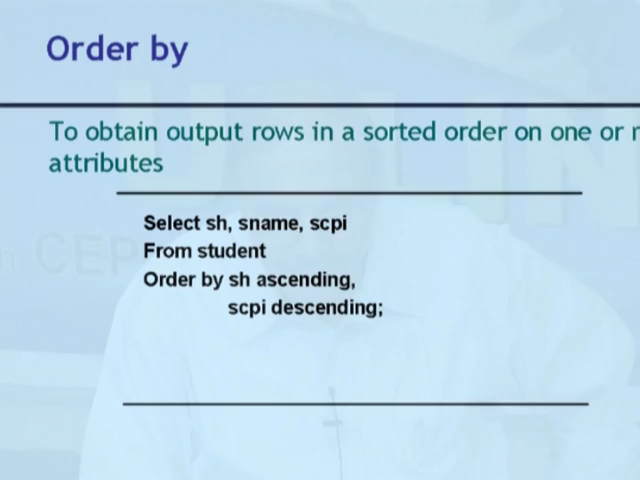 Order by
To obtain output rows in a sorted order on one or
attributes
Select sh, sname, scpi
From student
Order by sh ascending,
scpi descending;
CEP